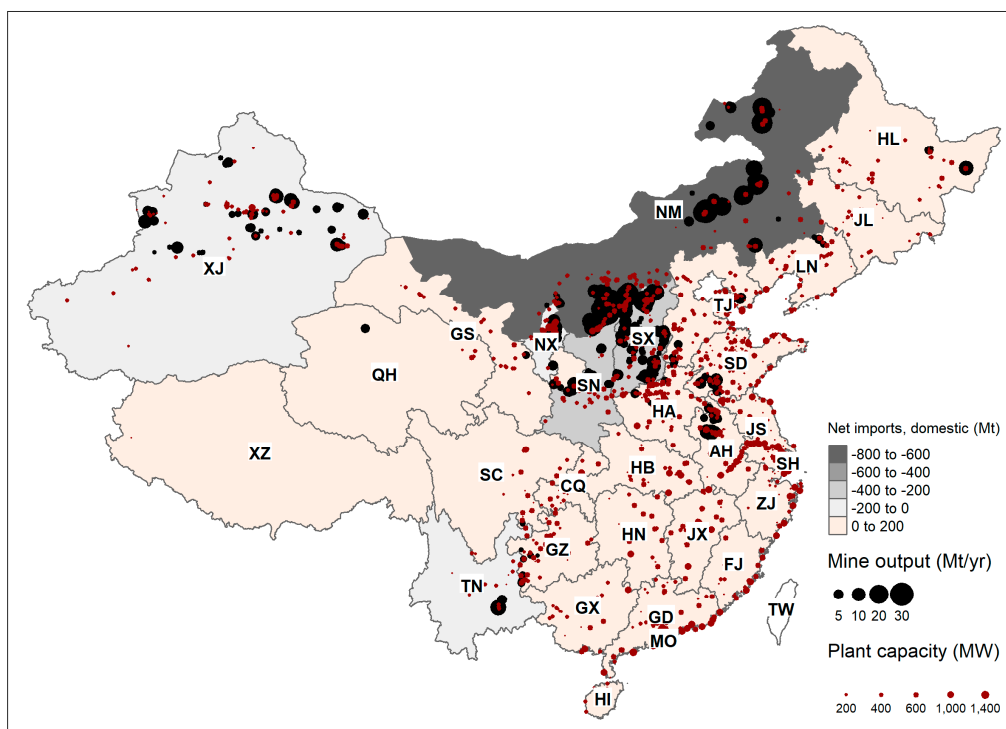 HL
NM
JL
XJ
LN
TJ
GS
NX
SX
SD
QH
SN
HA
JS
AH
XZ
SC
HB
SH
CQ
ZJ
GZ
HN
JX
FJ
TN
GX
GD
TW
MO
HI
Net imports, domestic (Mt)
-800 to -600
-600 to -400
-400 to -200
-200 to 0
0 to 200
Mine output (Mt/yr)
5 10 20 30
Plant capacity (MW)
200 400 600 1,000 1,400